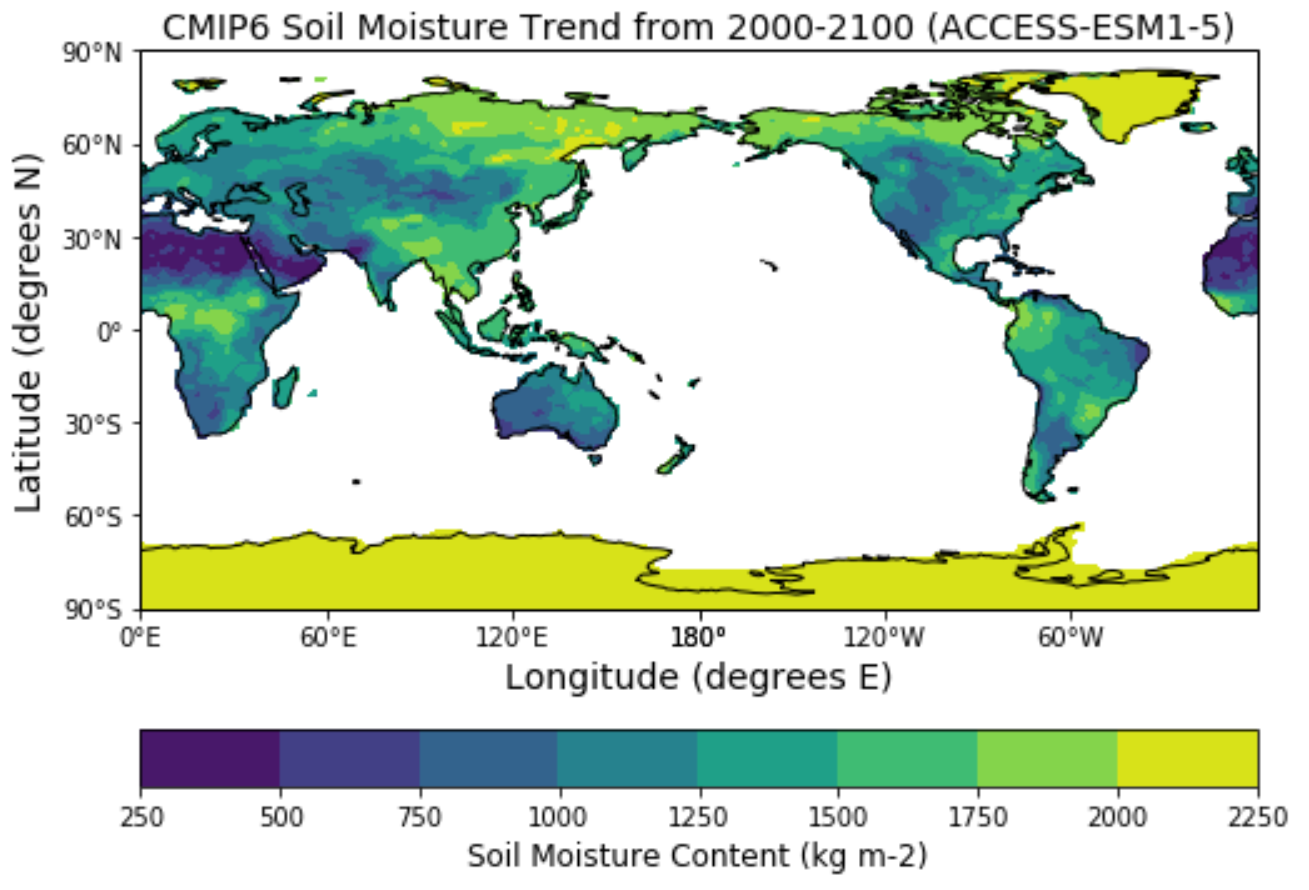 CMIP6 Soil Moisture Trend from 2000-2100 (ACCESS-ESM1-5)
90°N
60°N
30°N
0°
30°S
60°S
90°S
Latitude (degrees N)
0°E 60°E 120°E 180° 120°W 60°W
Longitude (degrees E)
250 500 750 1000 1250 1500 1750 2000 2250
Soil Moisture Content (kg m-2)